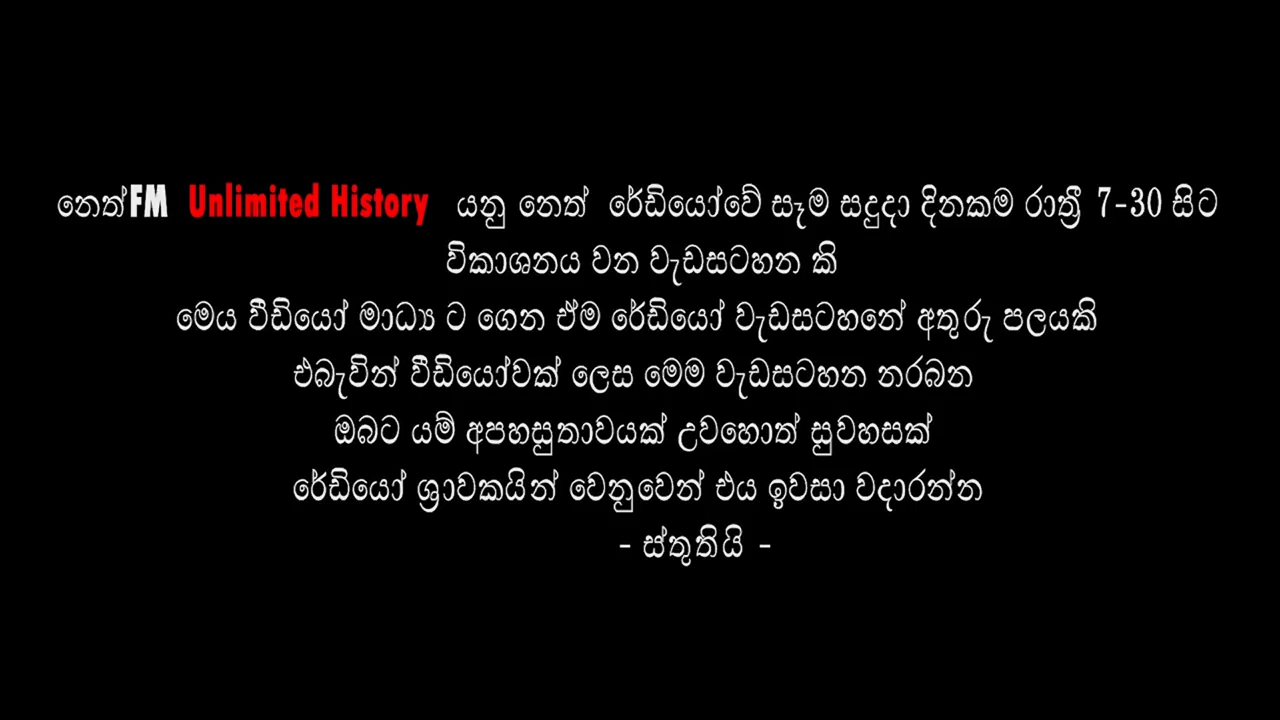 නෙත්FM Unlimited History යනු නෙත් රේඩියෝවේ සෑම සදුදා දිනකම රාත්‍රී 7-30 සිට
විකාශනය වන වැඩසටහන කි
මෙය වීඩියෝ මාධ්‍ය ට ගෙන ඒම රේඩියෝ වැඩසටහනේ අතුරු පලයකි
එබැවින් වීඩියෝවක් ලෙස මෙම වැඩසටහන නරබන
ඔබට යම් අපහසුතාවයක් උවහොත් සුවහසක්
රේඩියෝ ශ්‍රාවකයින් වෙනුවෙන් එය ඉවසා වදාරන්න
- ස්තූතියි -